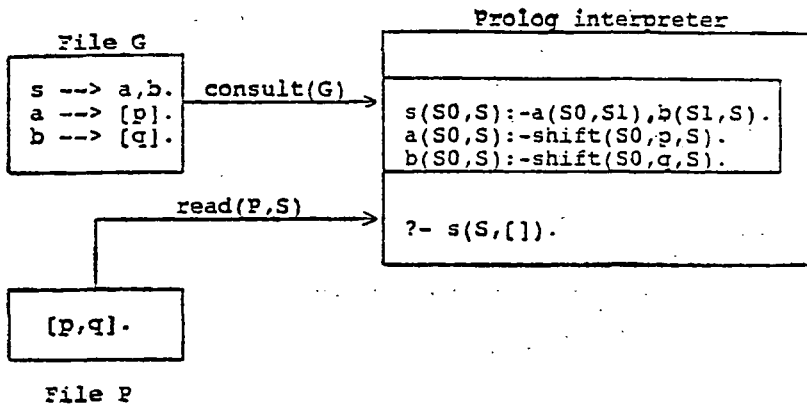 Prolog interpreter
File G
s --> a,b.
a --> [p].
b --> [q].
consult(G)
s(S0,S):-a(S0,S1),b(S1,S).
a(S0,S):-shift(S0,p,S).
b(S0,S):-shift(S0,q,S).
read(P,S)
?- s(S,[]).
[p,q].
File P